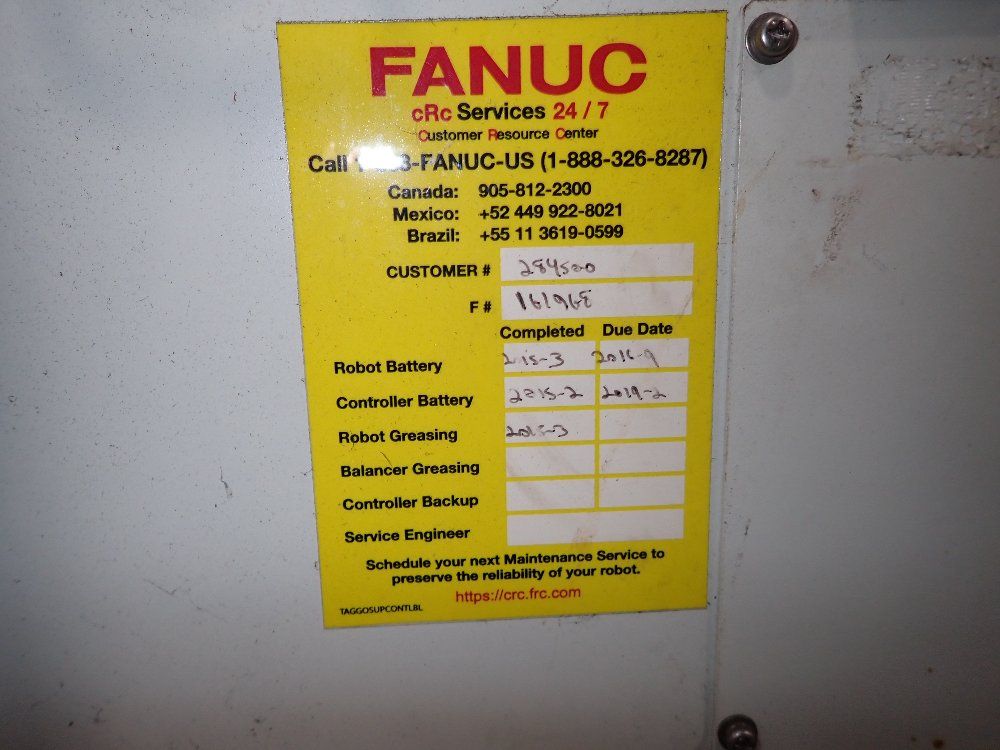 FANUC
cRc Services 24 / 7
Customer Resource Center
Call -FANUC-US (1-888-326-8287)
Canada: 905-812-2300
Mexico: +52 449 922-8021
Brazil: +55 11 3619-0599
CUSTOMER # 284500
F #
Completed Due Date
Robot Battery
Controller Battery 2015-2 2019-2
Robot Greasing
Balancer Greasing
Controller Backup
Service Engineer
Schedule your next Maintenance Service to
preserve the reliability of your robot.
https://crc.frc.com
TAGGOSUPCONTLBL